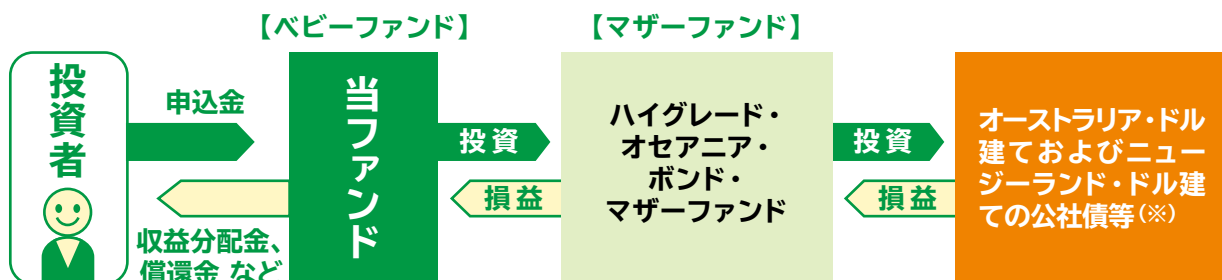 【ベビーファンド】
【マザーファンド】
投資者
申込金
収益分配金、
償還金 など
当ファンド
投資
損益
ハイグレード・
オセアニア・
ボンド・
マザーファンド
投資
損益
オーストラリア・ドル
建ておよびニュー
ジーランド・ドル建
ての公社債等(※)